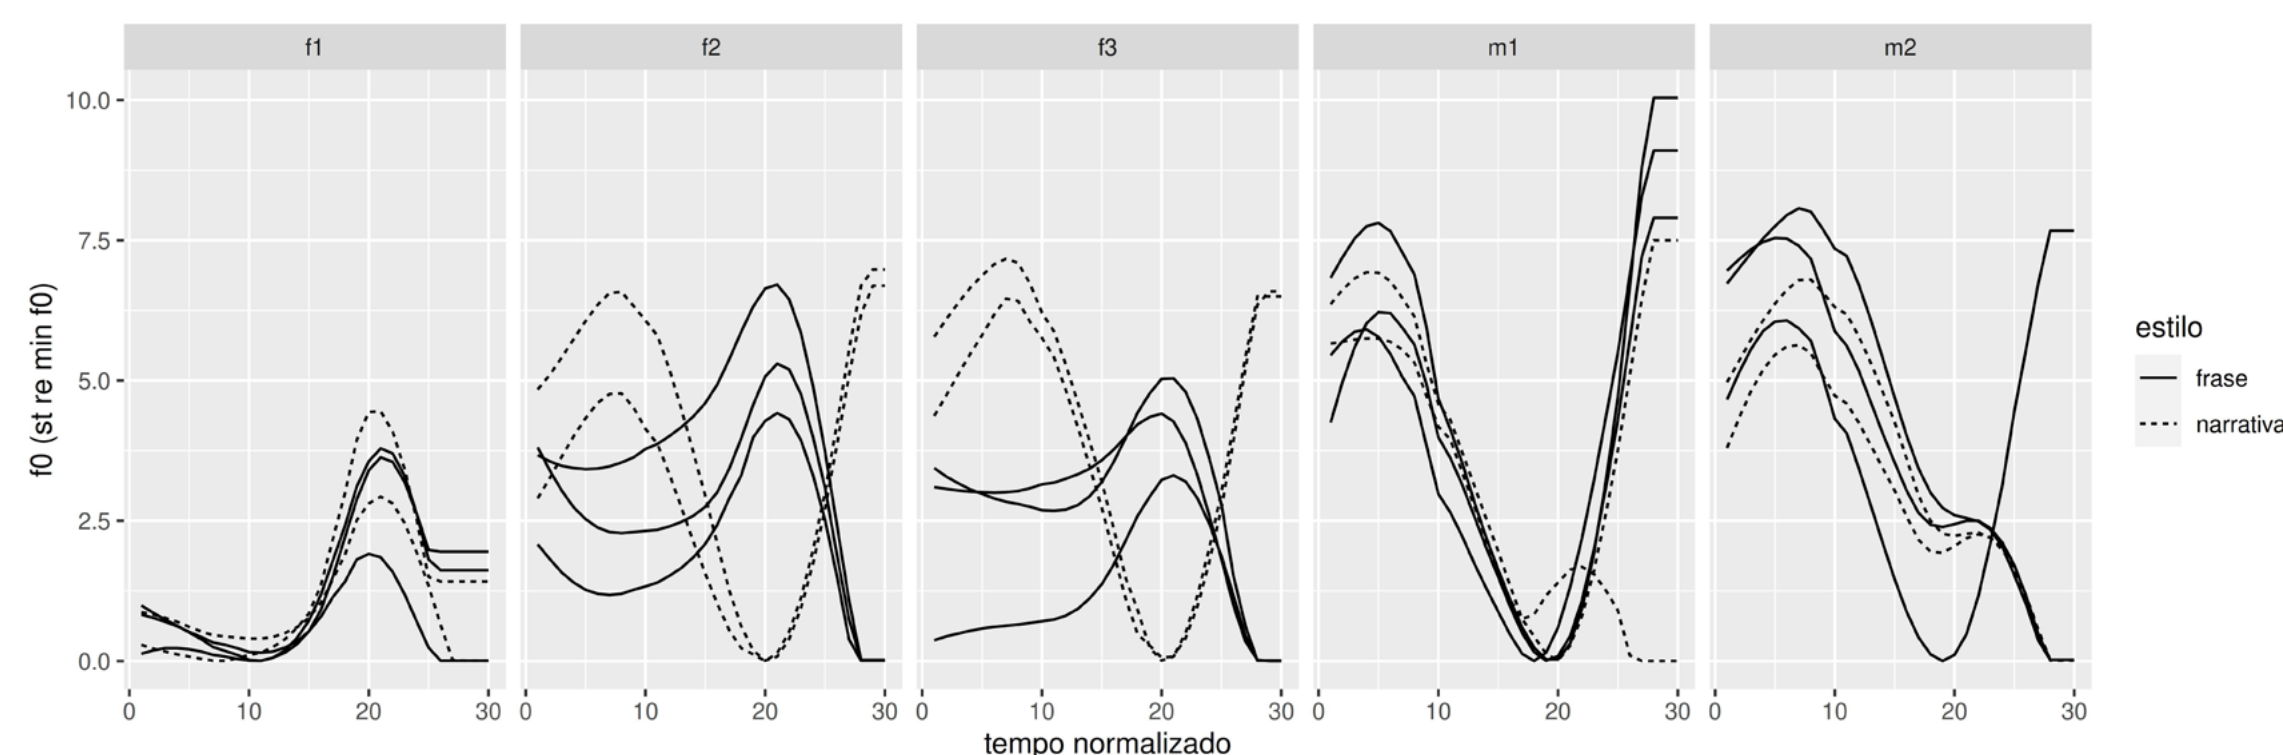 f1 f2 f3 m1 m2
10.0
7.5
5.0
2.5
0.0
f0 (st re min f0)
0 10 20 30 0 10 20 30 0 10 20 30 0 10 20 30 0 10 20 30
tempo normalizado
estilo
frase
narrativa